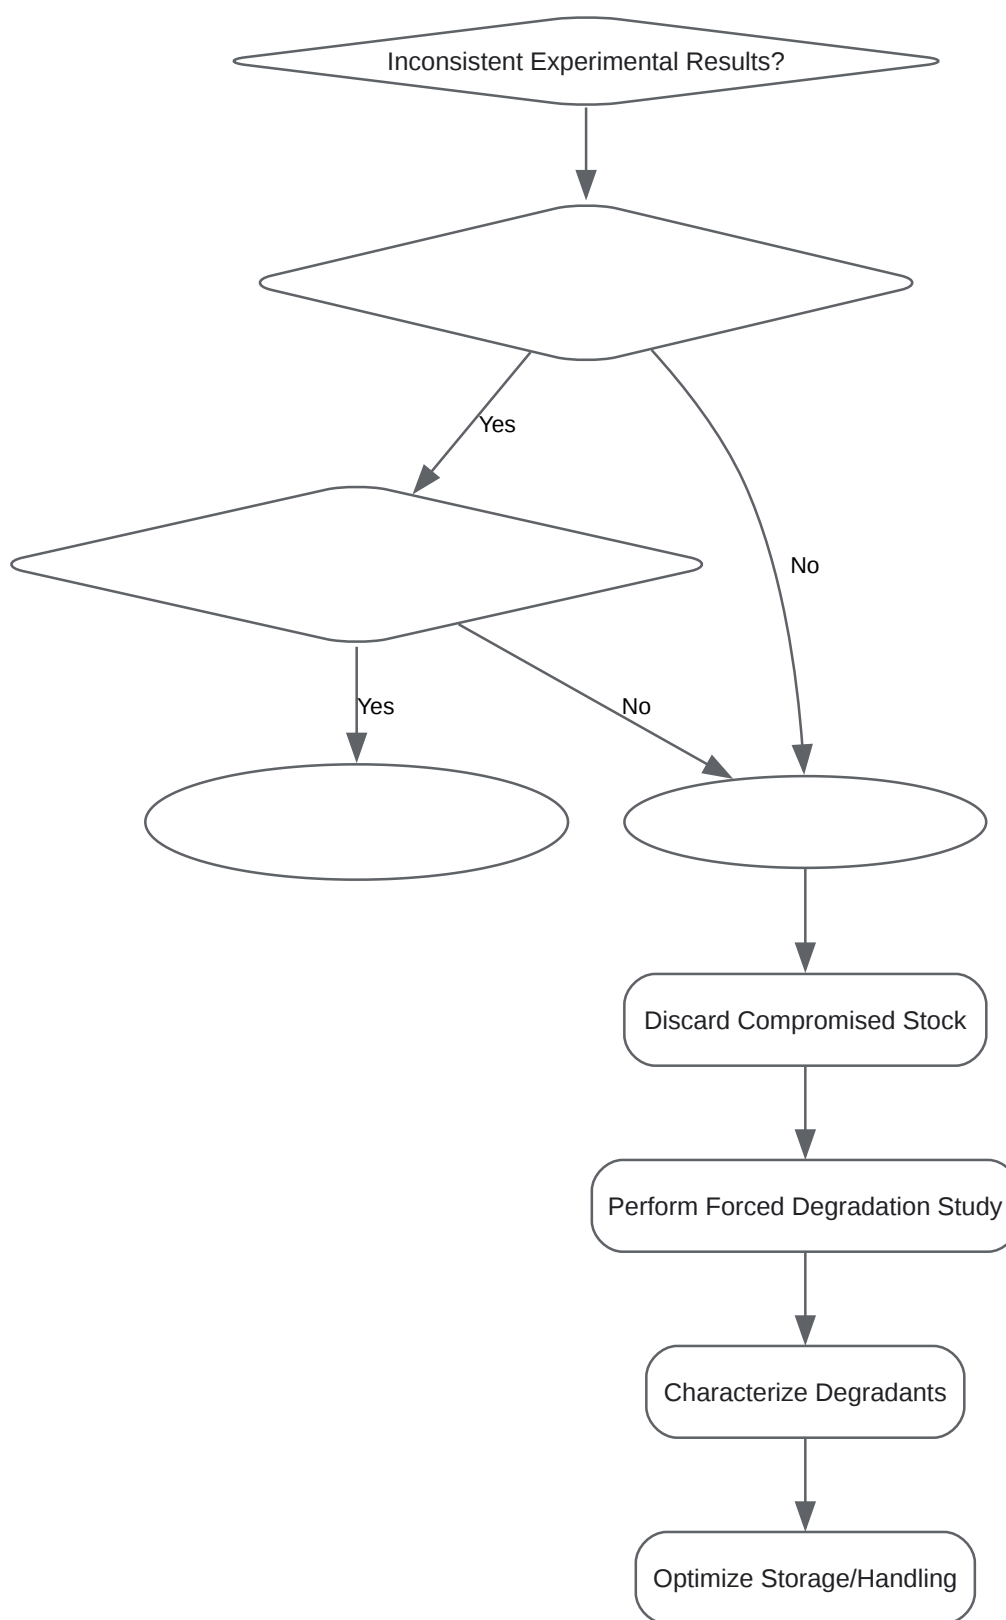 Inconsistent Experimental Results?
Yes
No
Yes
No
Discard Compromised Stock
Perform Forced Degradation Study
Characterize Degradants
Optimize Storage/Handling